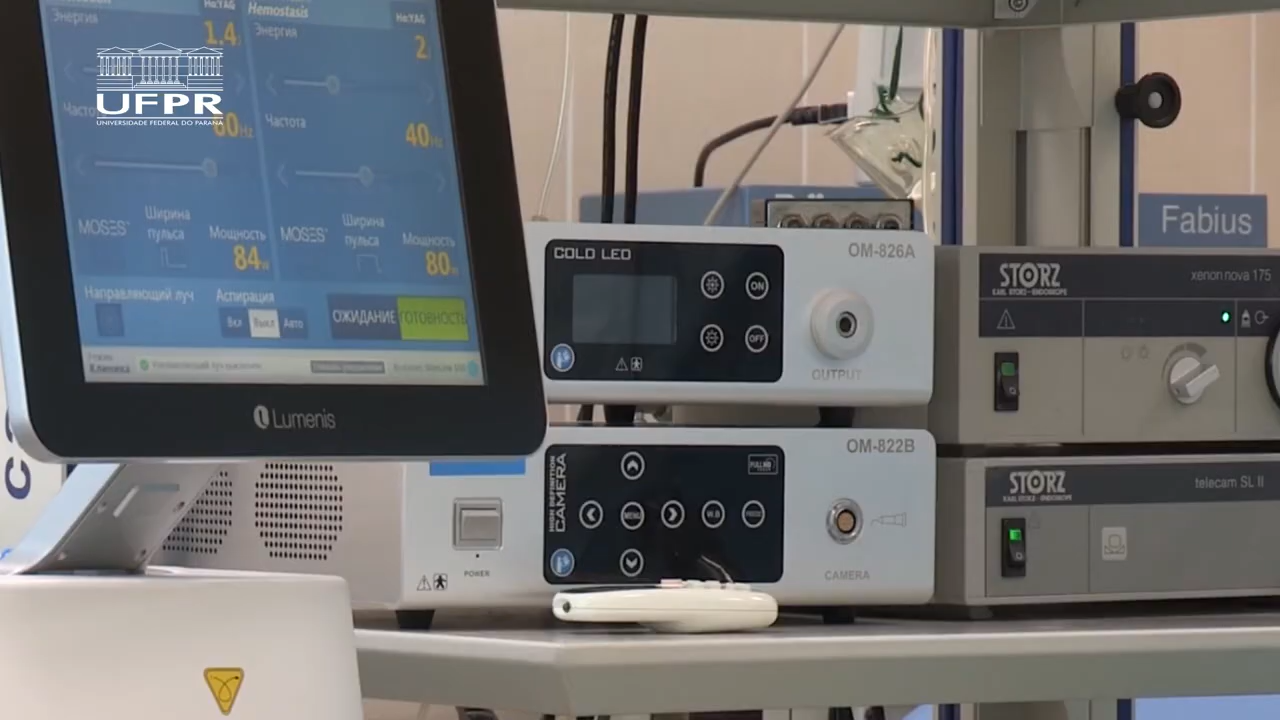 Hemostasis
Ho:YAG
Ho:YAG
Энергия
1.4
Энергия
2
UFPR
UNIVERSIDADE FEDERAL DO PARANÁ
60Hz
Частота
40Hz
MOSES
Ширина
пульса
Мощность
84W
MOSES
Ширина
пульса
Мощность
80W
Направляющий луч
Аспирация
Вкл
Выкл
Авто
ОЖИДАНИЕ
ГОТОВНОСТЬ
Клиника
Lumenis
COLD LED
OM-826A
ON
OFF
OUTPUT
HIGH DEFINITION
CAMERA
FULL HD
OM-822B
MENU
W.B
POWER
CAMERA
Fabius
STORZ
KARL STORZ-ENDOSKOPE
xenon nova 175
STORZ
KARL STORZ-ENDOSKOPE
telecam SL II